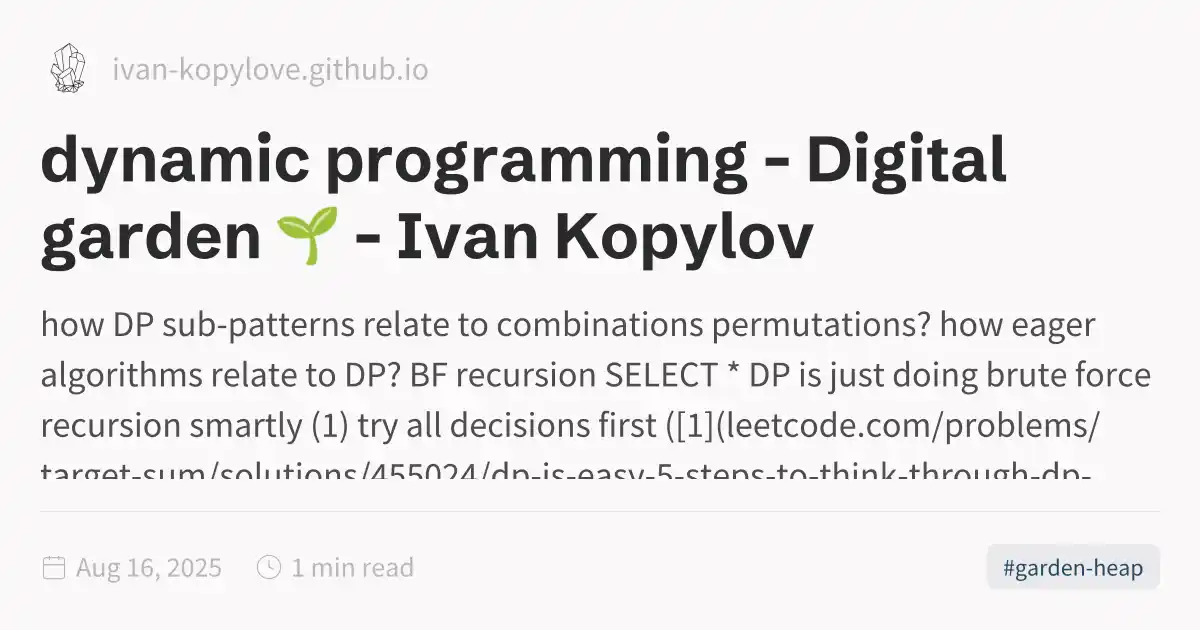 ivan-kopylove.github.io
dynamic programming - Digital
garden 🌱 - Ivan Kopylov
how DP sub-patterns relate to combinations permutations? how eager
algorithms relate to DP? BF recursion SELECT * DP is just doing brute force
recursion smartly (1) try all decisions first ([1](leetcode.com/problems/
target-sum/solutions/455024/dp-is-easy-5-steps-to-think-through-dp-
Aug 16, 2025
1 min read
#garden-heap